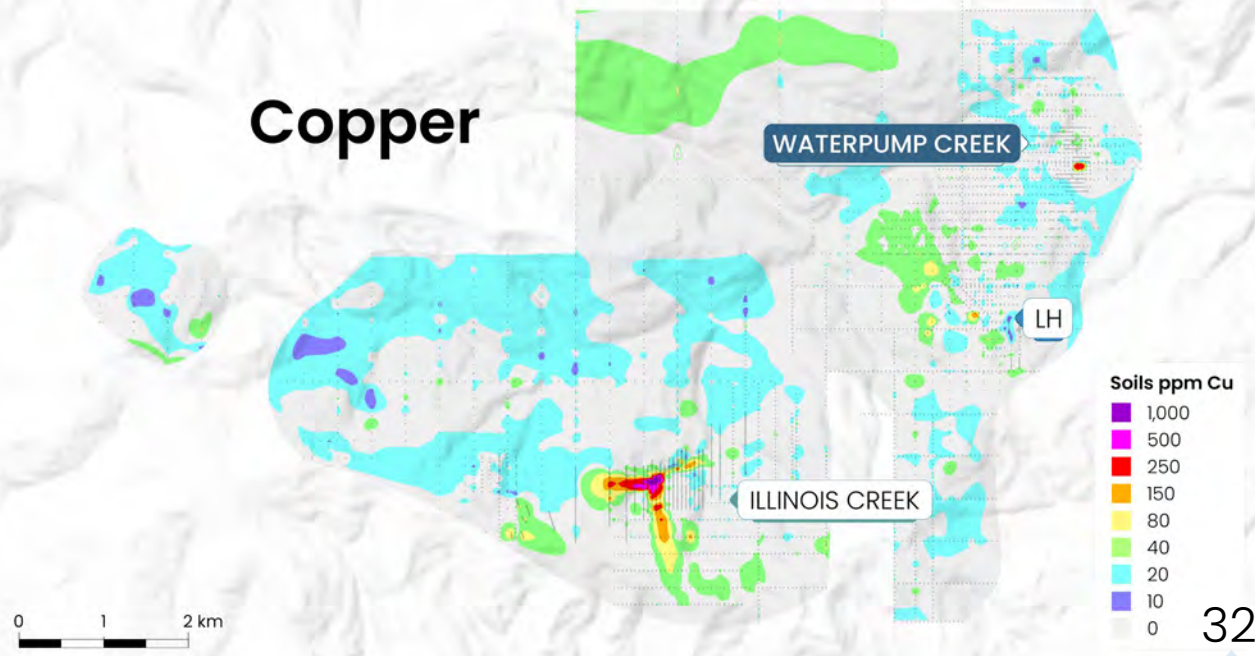 Copper
WATERPUMP CREEK
LH
ILLINOIS CREEK
Soils ppm Cu
1,000
500
250
150
80
40
20
10
0
0 1 2 km
32